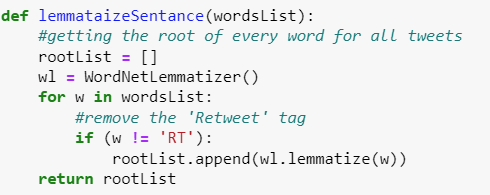 def lemmataizeSentance(wordsList):
    #getting the root of every word for all tweets
    rootList = []
    wl = WordNetLemmatizer()
    for w in wordsList:
        #remove the 'Retweet' tag
        if (w != 'RT'):
            rootList.append(wl.lemmatize(w))
    return rootList